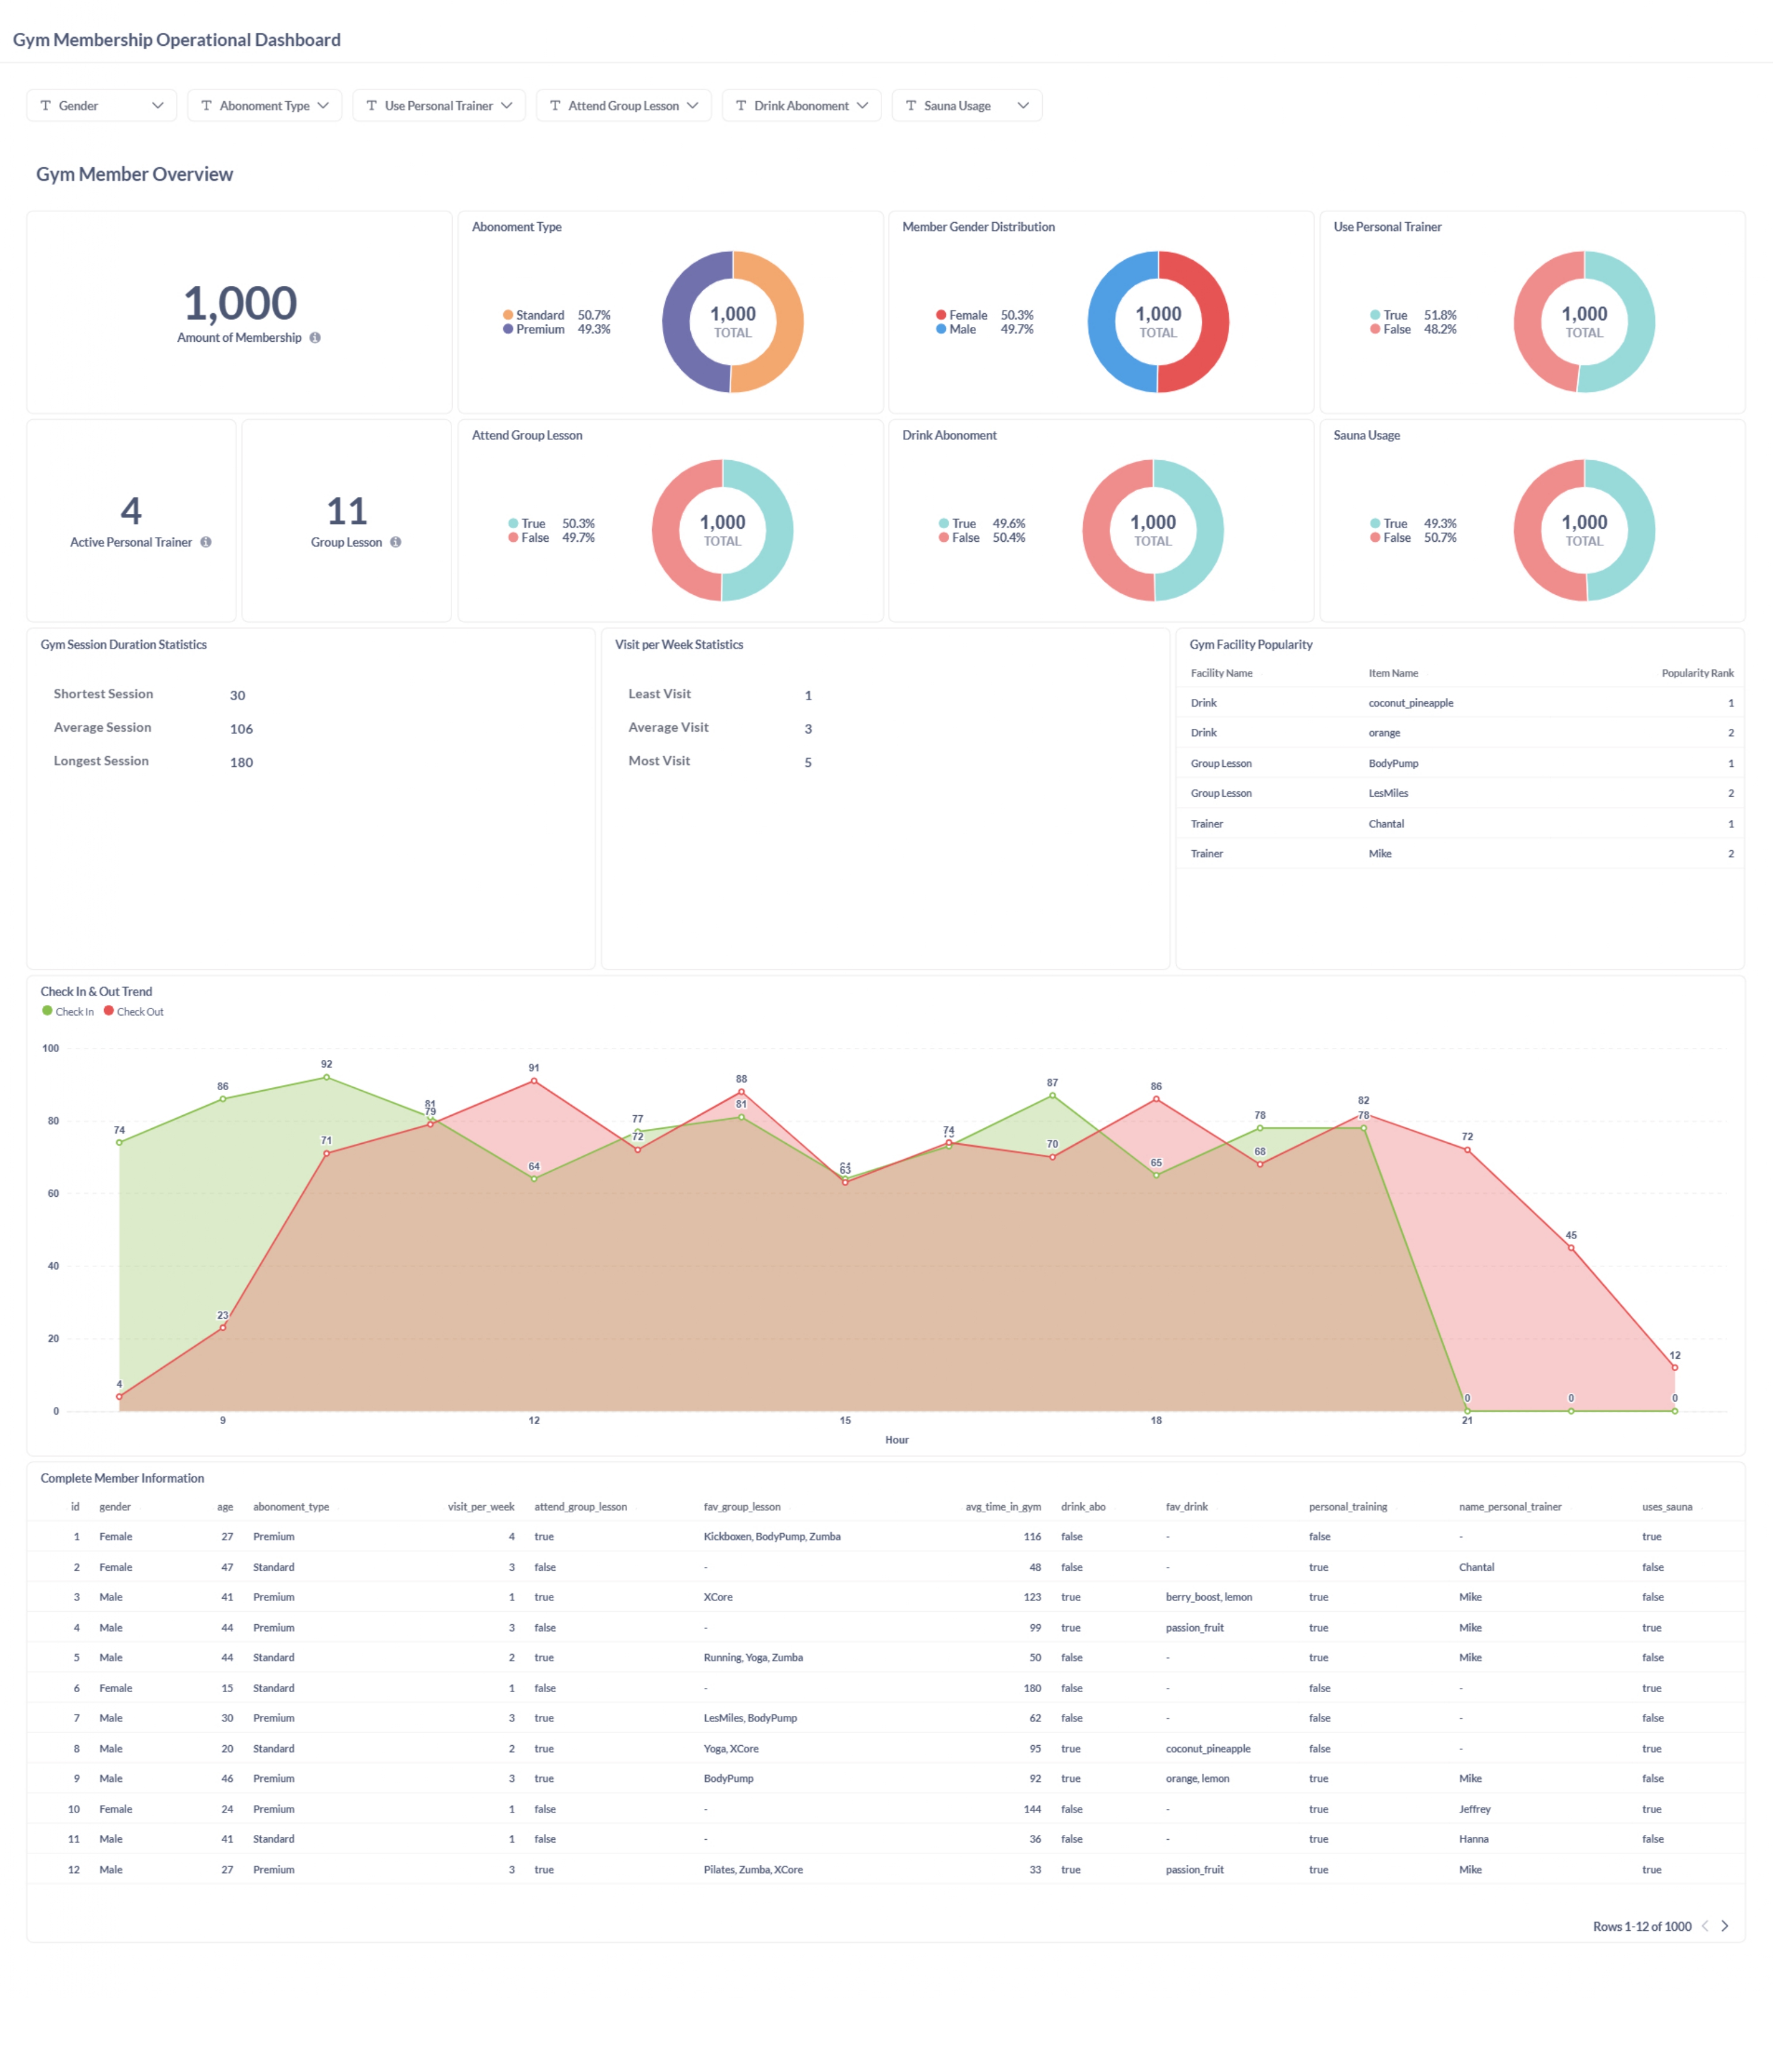 Gym Membership Operational Dashboard
Gender
Abonoment Type
Use Personal Trainer
Attend Group Lesson
Drink Abonoment
Sauna Usage
Gym Member Overview
1,000
Amount of Membership
Abonoment Type
Standard 50.7%
Premium 49.3%
1,000
TOTAL
Member Gender Distribution
Female 50.3%
Male 49.7%
1,000
TOTAL
Use Personal Trainer
True 51.8%
False 48.2%
1,000
TOTAL
4
Active Personal Trainer
11
Group Lesson
Attend Group Lesson
True 50.3%
False 49.7%
1,000
TOTAL
Drink Abonoment
True 49.6%
False 50.4%
1,000
TOTAL
Sauna Usage
True 49.3%
False 50.7%
1,000
TOTAL
Gym Session Duration Statistics
Shortest Session 30
Average Session 106
Longest Session 180
Visit per Week Statistics
Least Visit 1
Average Visit 3
Most Visit 5
Gym Facility Popularity
Facility Name Item Name Popularity Rank
Drink coconut_pineapple 1
Drink orange 2
Group Lesson BodyPump 1
Group Lesson LesMiles 2
Trainer Chantal 1
Trainer Mike 2
Check In & Out Trend
Check In Check Out
100
80
60
40
20
0
74 86 92 81 64 77 81 87 65 78 78 0 0 0
4 23 71 79 91 72 88 63 74 70 86 68 82 72 45 12
9 12 15 18 21
Hour
Complete Member Information
id gender age abonoment_type visit_per_week attend_group_lesson fav_group_lesson avg_time_in_gym drink_abo fav_drink personal_training name_personal_trainer uses_sauna
1 Female 27 Premium 4 true Kickboxen, BodyPump, Zumba 116 false - false - true
2 Female 47 Standard 3 false - 48 false - true Chantal false
3 Male 41 Premium 1 true XCore 123 true berry_boost, lemon true Mike false
4 Male 44 Premium 3 false - 99 true passion_fruit true Mike true
5 Male 44 Standard 2 true Running, Yoga, Zumba 50 false - true Mike false
6 Female 15 Standard 1 false - 180 false - false - true
7 Male 30 Premium 3 true LesMiles, BodyPump 62 false - false - false
8 Male 20 Standard 2 true Yoga, XCore 95 true coconut_pineapple false - true
9 Male 46 Premium 3 true BodyPump 92 true orange, lemon true Mike false
10 Female 24 Premium 1 false - 144 false - true Jeffrey true
11 Male 41 Standard 1 false - 36 false - true Hanna false
12 Male 27 Premium 3 true Pilates, Zumba, XCore 33 true passion_fruit true Mike true
Rows 1-12 of 1000